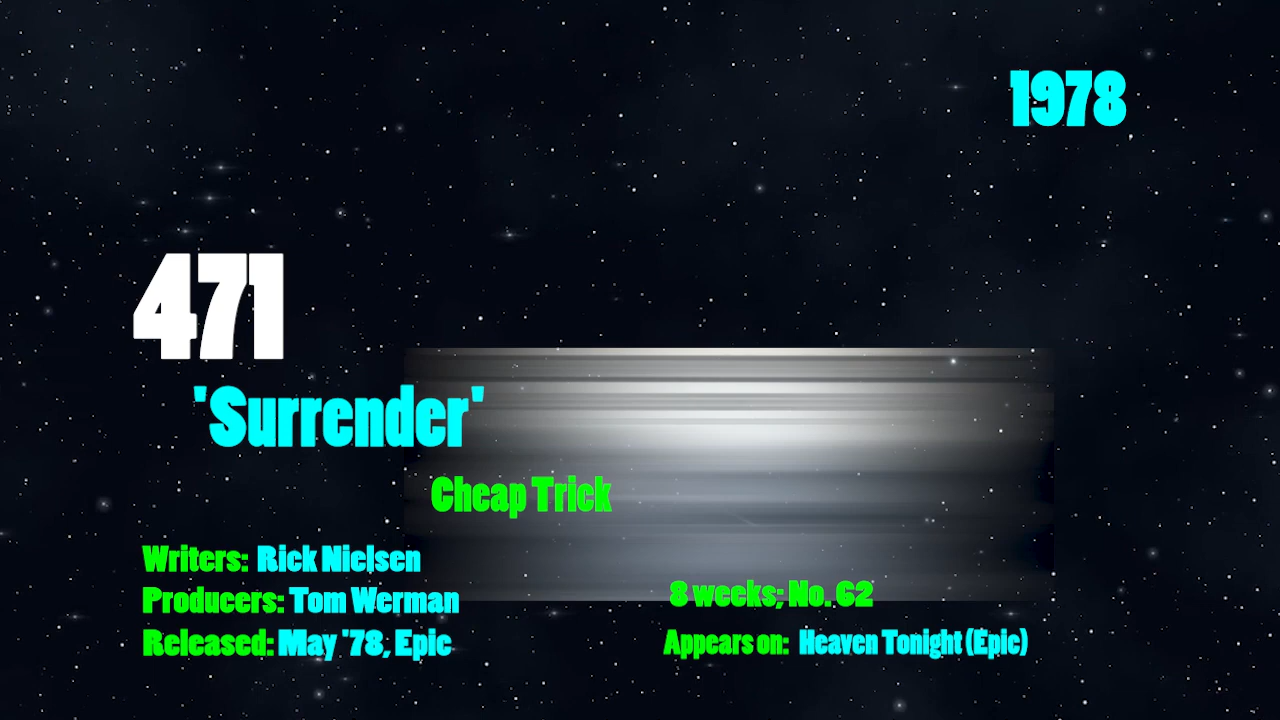 1978
471
'Surrender'
Cheap Trick
Writers: Rick Nielsen
Producers: Tom Werman
Released: May '78, Epic
8 weeks; No. 62
Appears on: Heaven Tonight (Epic)